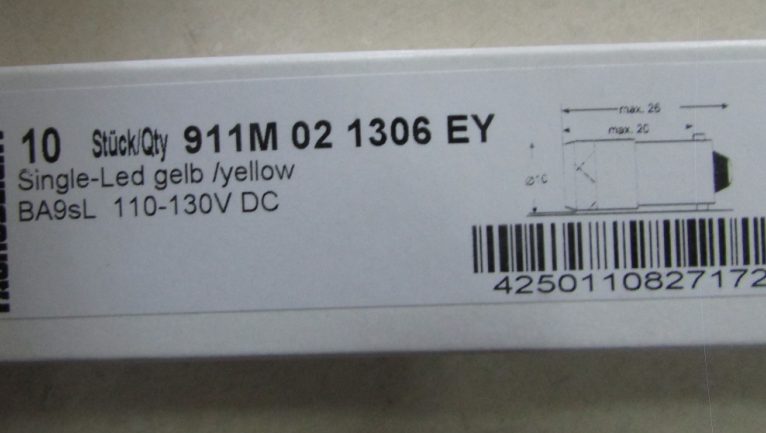 10 Stück/Qty 911M 02 1306 EY
Single-Led gelb /yellow
BA9sL 110-130V DC
max. 26
max. 20
4250110827172